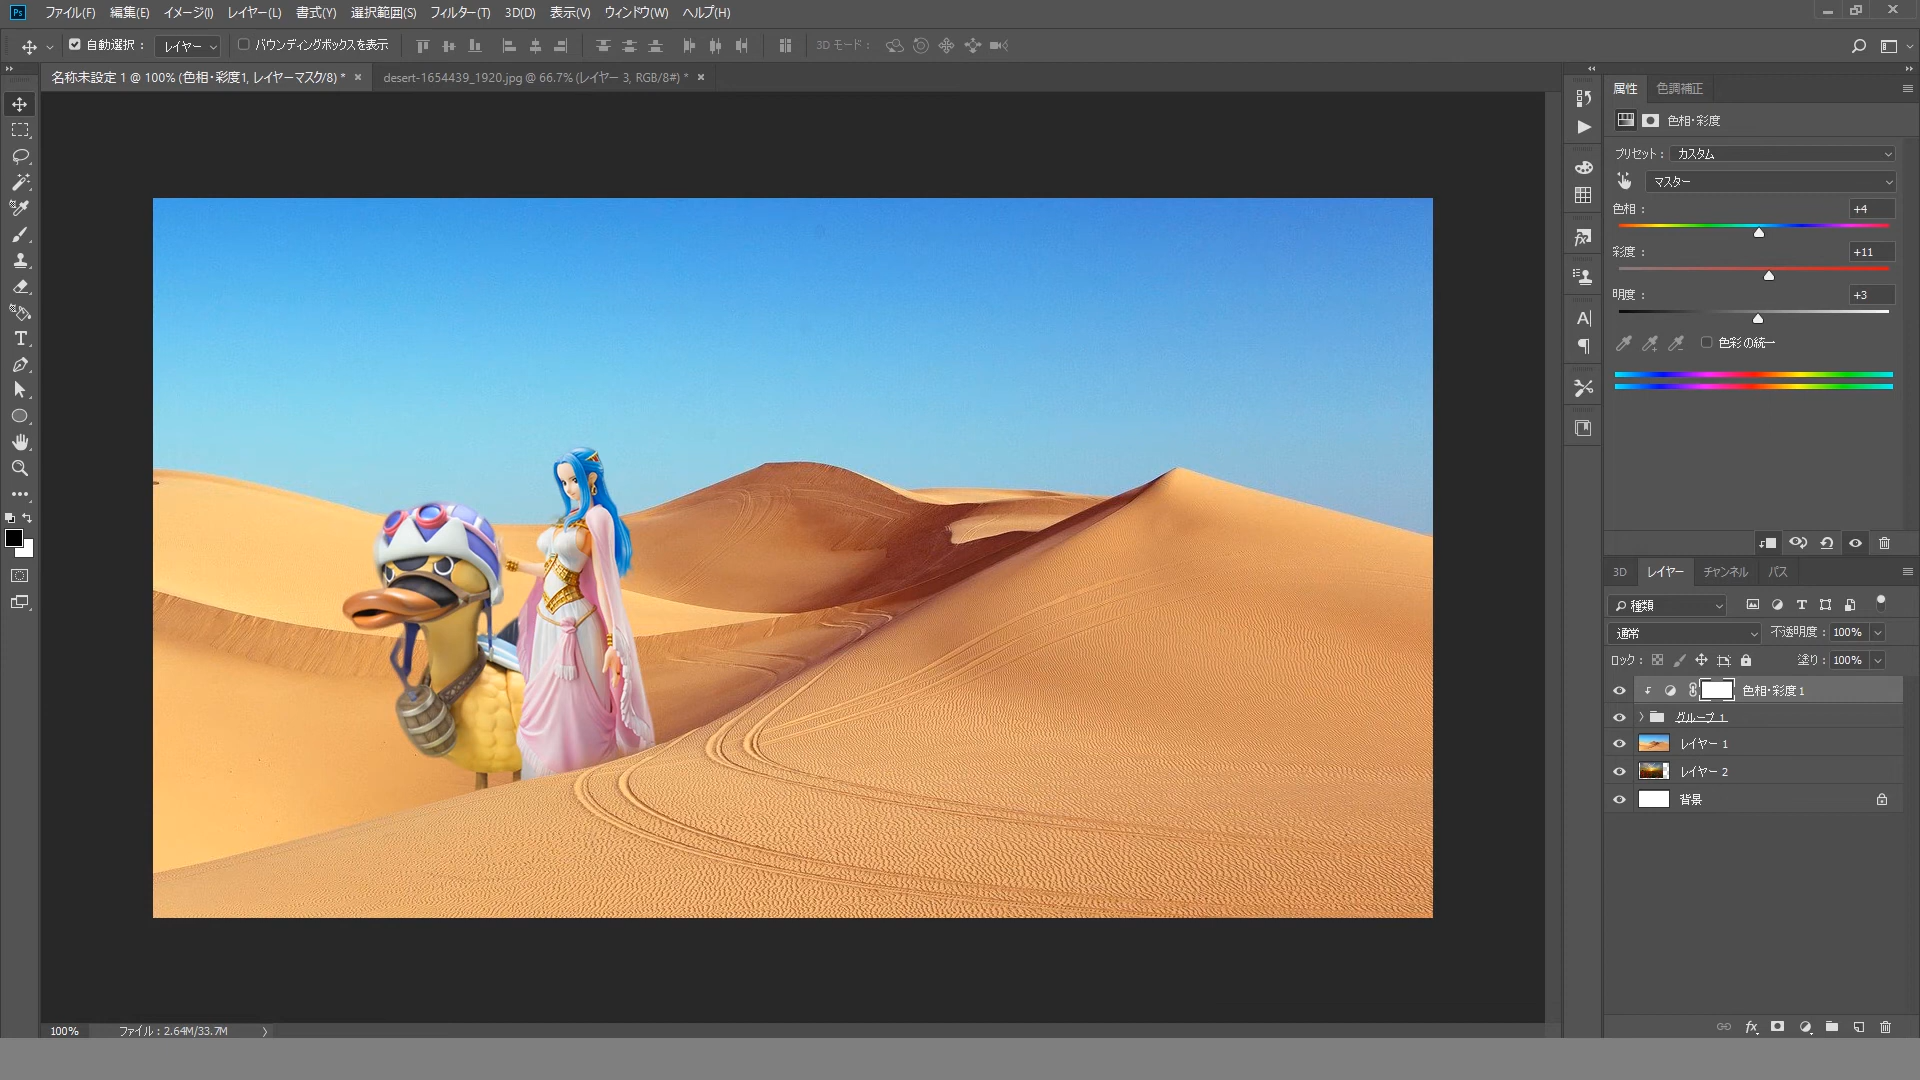 Ps ファイル(F) 編集(E) イメージ(I) レイヤー(L) 書式(Y) 選択範囲(S) フィルター(T) 3D(D) 表示(V) ウィンドウ(W) ヘルプ(H)
自動選択： レイヤー バウンディングボックスを表示 3D モード：
名称未設定 1 @ 100% (色相・彩度1, レイヤーマスク/8) * × desert-1654439_1920.jpg @ 66.7% (レイヤー 3, RGB/8#) * ×
属性 色調補正
色相・彩度
プリセット： カスタム
マスター
色相： +4
彩度： +11
明度： +3
色彩の統一
3D レイヤー チャンネル パス
種類
通常 不透明度： 100%
ロック： 塗り： 100%
色相・彩度 1
グループ 1
レイヤー 1
レイヤー 2
背景
100% ファイル：2.64M/33.7M